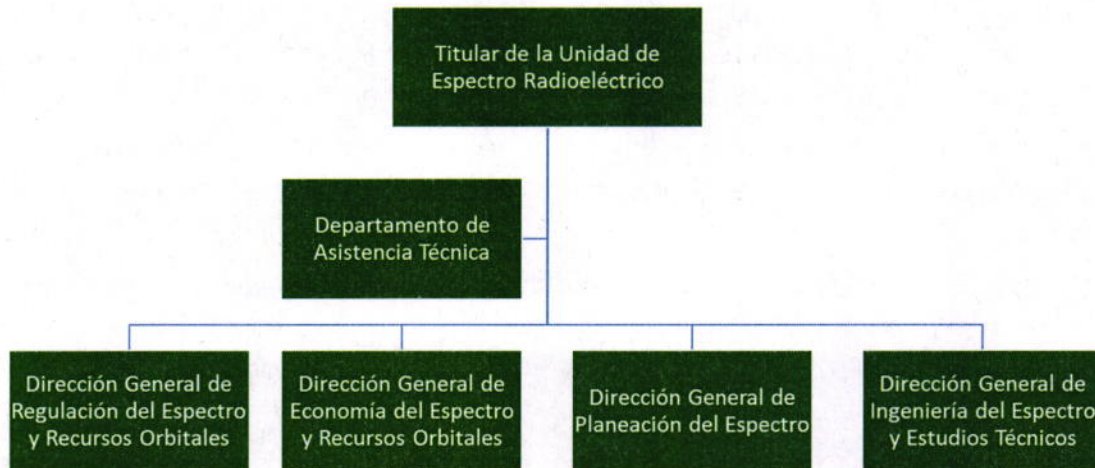 Titular de la Unidad de
Espectro Radioeléctrico
Departamento de
Asistencia Técnica
Dirección General de
Regulación del Espectro
y Recursos Orbitales
Dirección General de
Economía del Espectro
y Recursos Orbitales
Dirección General de
Planeación del Espectro
Dirección General de
Ingeniería del Espectro
y Estudios Técnicos